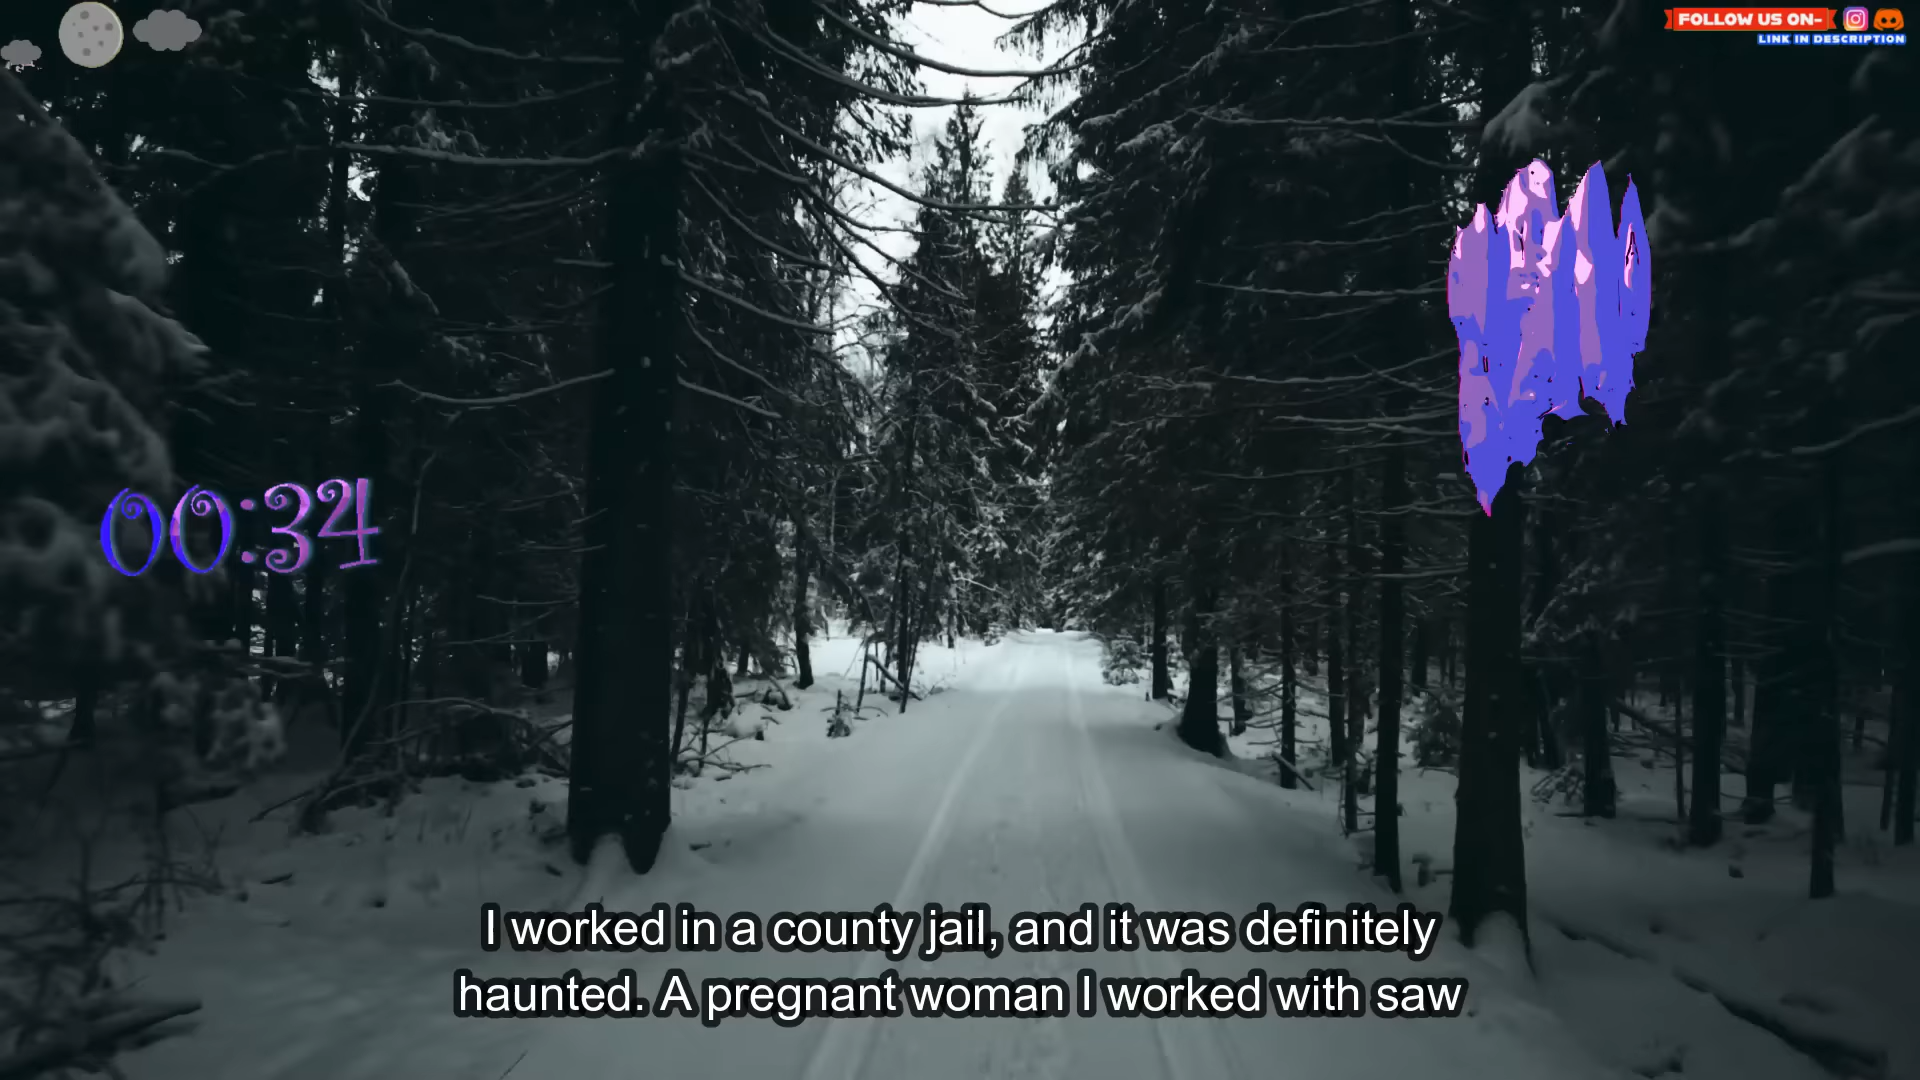 FOLLOW US ON-
LINK IN DESCRIPTION
00:34
I worked in a county jail, and it was definitely
haunted. A pregnant woman I worked with saw